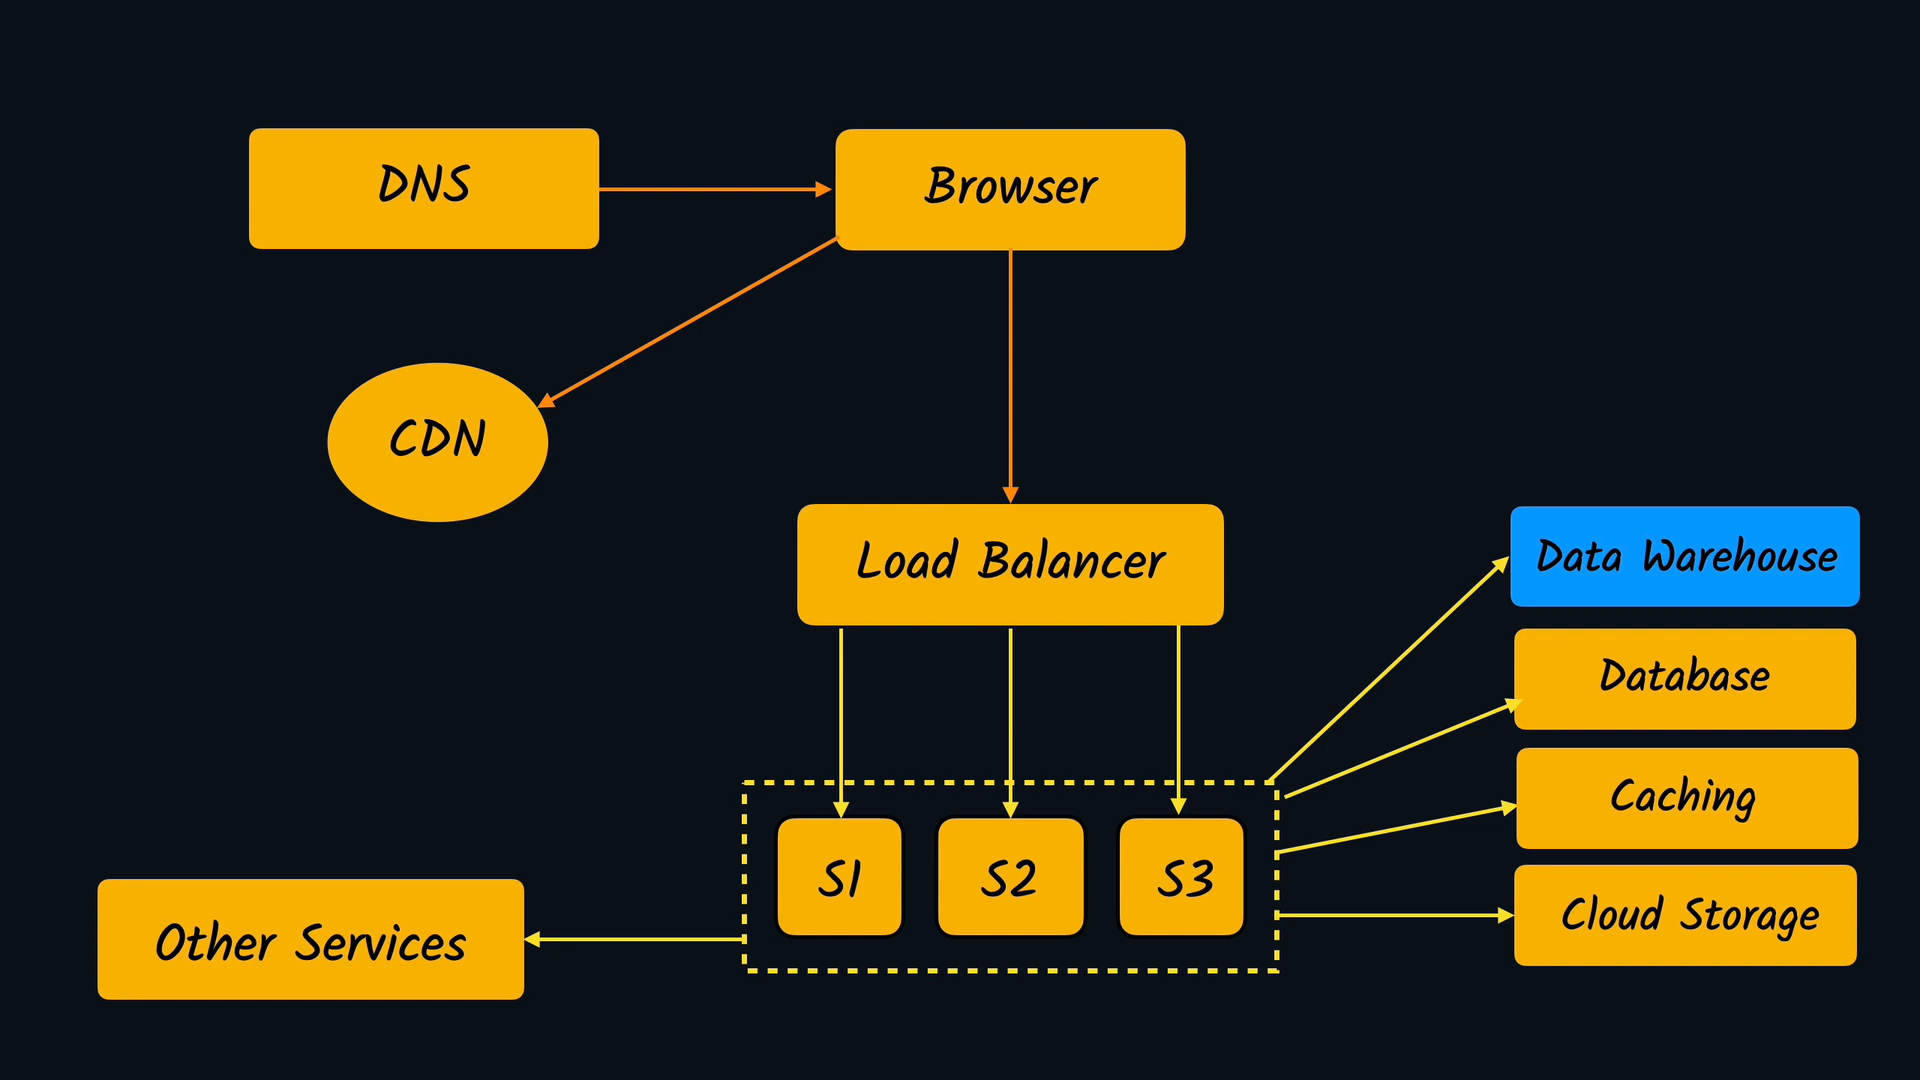 DNS
Browser
CDN
Load Balancer
Data Warehouse
Database
Caching
S1
S2
S3
Cloud Storage
Other Services